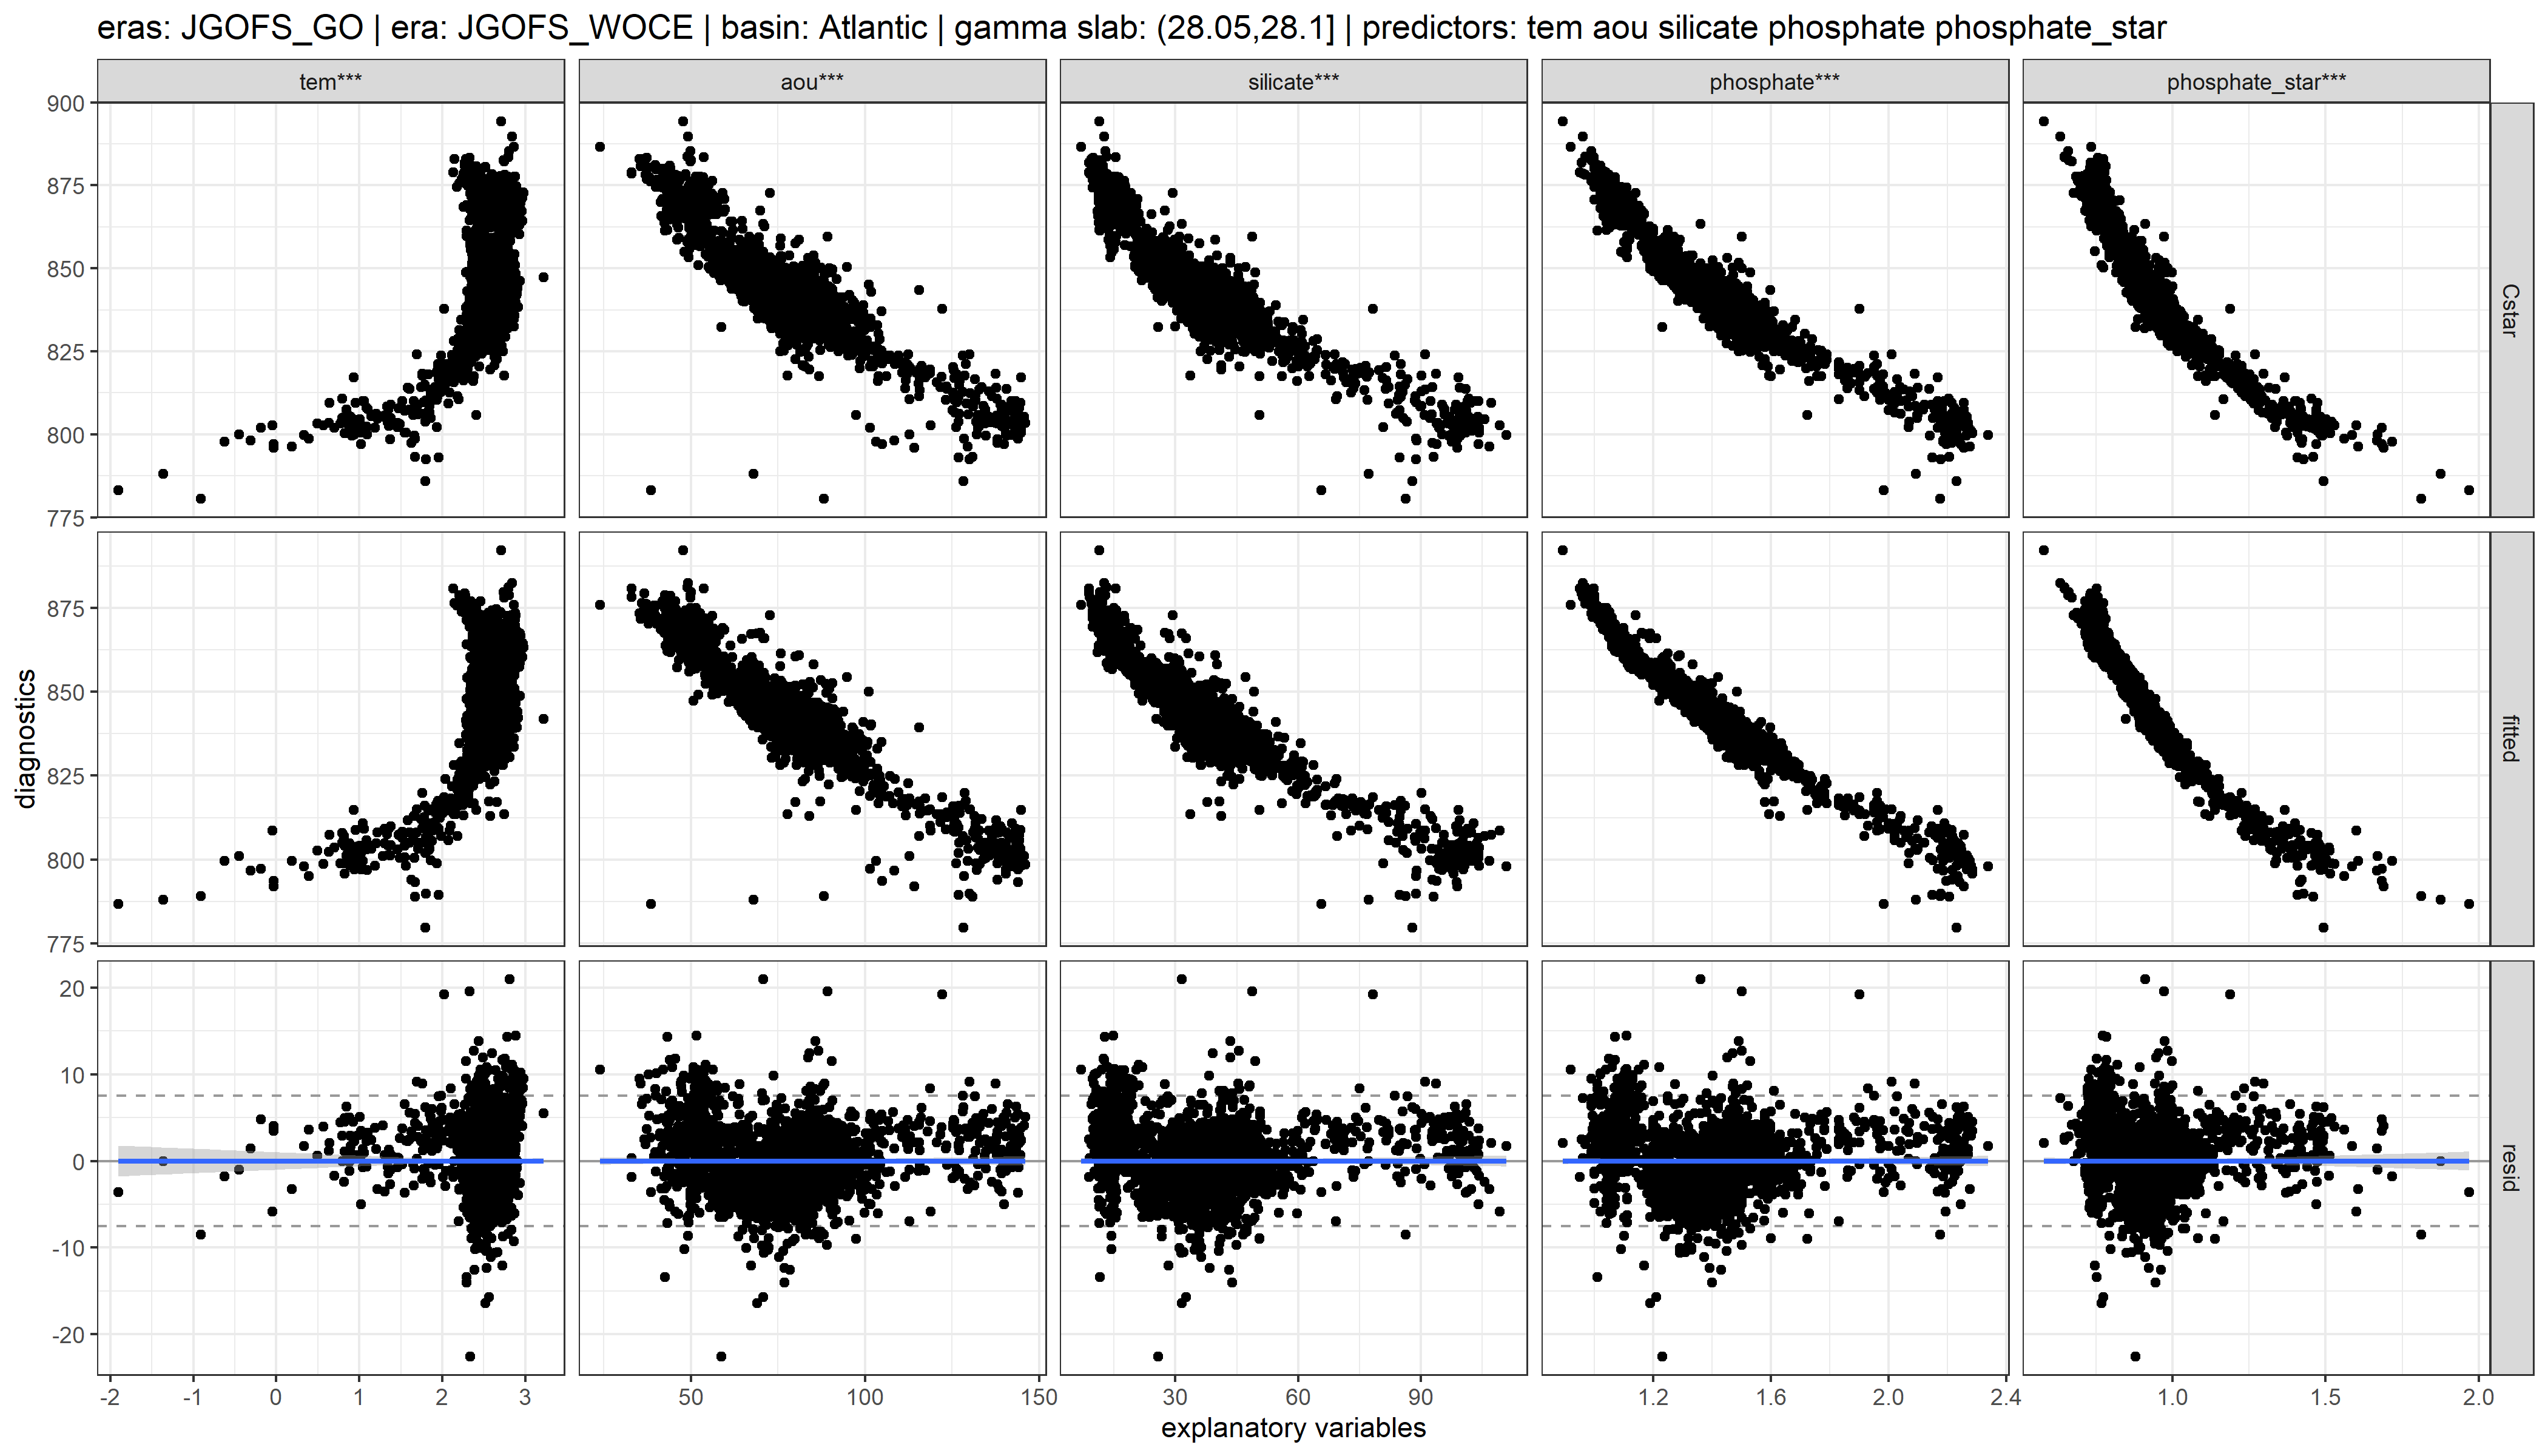 eras: JGOFS_GO | era: JGOFS_WOCE | basin: Atlantic | gamma slab: (28.05,28.1] | predictors: tem aou silicate phosphate phosphate_star
tem*** aou*** silicate*** phosphate*** phosphate_star***
900
875
850
825
800
775
Cstar
875
850
825
800
775
fitted
20
10
0
-10
-20
resid
diagnostics
-2 -1 0 1 2 3 50 100 150 30 60 90 1.2 1.6 2.0 2.4 1.0 1.5 2.0
explanatory variables